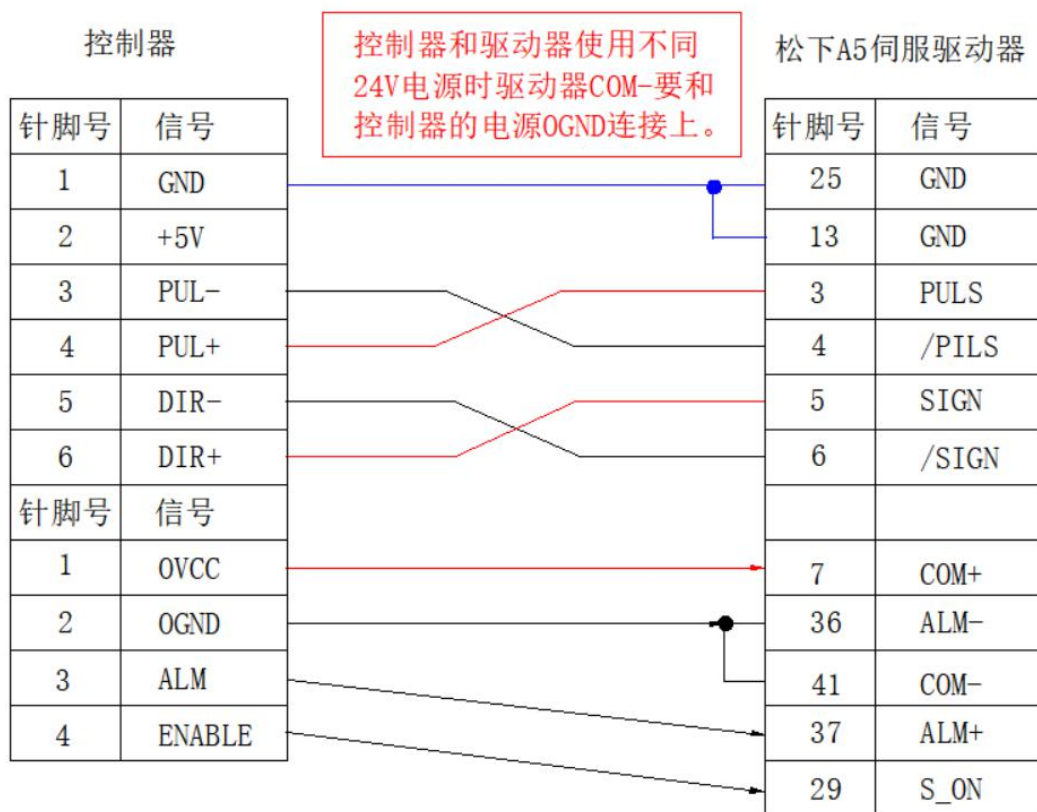 控制器
控制器和驱动器使用不同
24V电源时驱动器COM-要和
控制器的电源OGND连接上。
松下A5伺服驱动器
针脚号 信号
1 GND
2 +5V
3 PUL-
4 PUL+
5 DIR-
6 DIR+
针脚号 信号
1 OVCC
2 OGND
3 ALM
4 ENABLE
针脚号 信号
25 GND
13 GND
3 PULS
4 /PILS
5 SIGN
6 /SIGN
7 COM+
36 ALM-
41 COM-
37 ALM+
29 S_ON